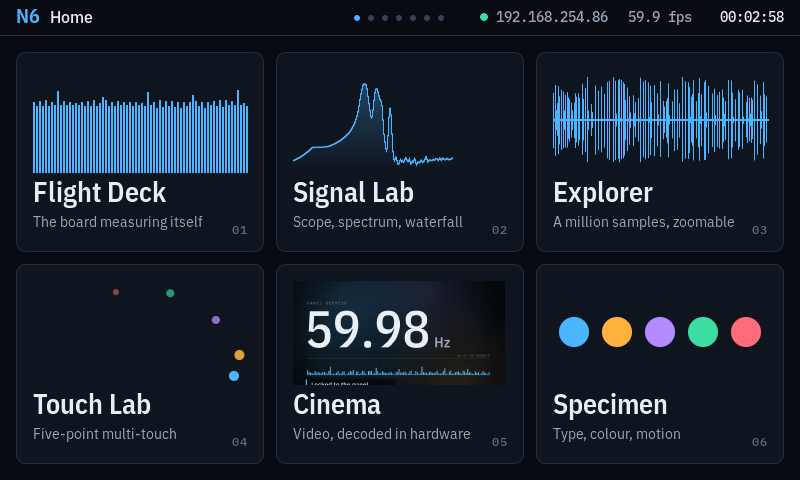 N6 Home 192.168.254.86 59.9 fps 00:02:58
Flight Deck
The board measuring itself
01
Signal Lab
Scope, spectrum, waterfall
02
Explorer
A million samples, zoomable
03
Touch Lab
Five-point multi-touch
04
PANEL REFRESH
59.98 Hz
Locked to the panel
Cinema
Video, decoded in hardware
05
Specimen
Type, colour, motion
06